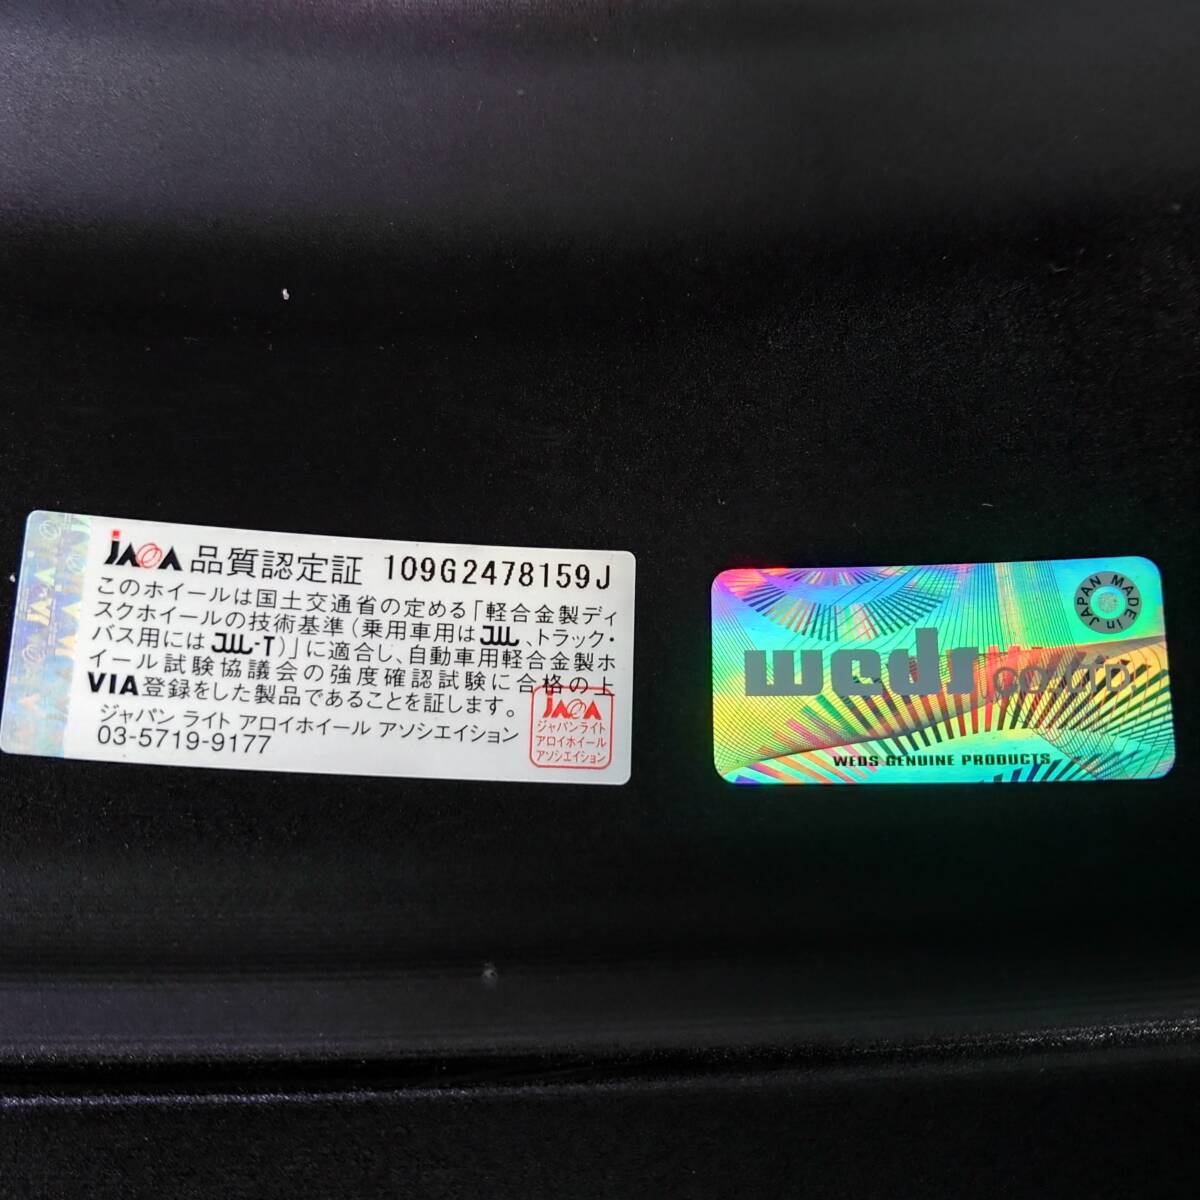 JAWA 品質認定証 109G2478159J
このホイールは国土交通省の定める「軽合金製ディ
スクホイールの技術基準（乗用車用はJWL、トラック・
バス用にはJWL-T）」に適合し、自動車用軽合金製ホ
イール試験協議会の強度確認試験に合格の上
VIA登録をした製品であることを証します。
ジャパン ライト アロイホイール アソシエイション
03-5719-9177
JAWA
ジャパンライト
アロイホイール
アソシエイション
MADE in JAPAN
weds co.,LTD.
WEDS GENUINE PRODUCTS